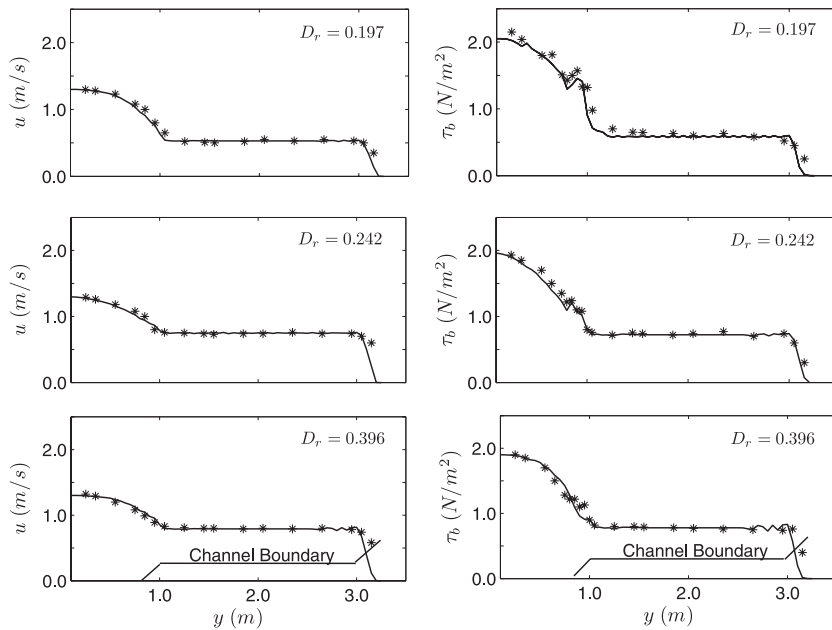 D_r = 0.197
2.0
1.0
0.0
u (m/s)
D_r = 0.197
2.0
1.0
0.0
τ_b (N/m²)
D_r = 0.242
2.0
1.0
0.0
u (m/s)
D_r = 0.242
2.0
1.0
0.0
τ_b (N/m²)
D_r = 0.396
2.0
1.0
0.0
u (m/s)
Channel Boundary
1.0 2.0 3.0
y (m)
D_r = 0.396
2.0
1.0
0.0
τ_b (N/m²)
Channel Boundary
1.0 2.0 3.0
y (m)